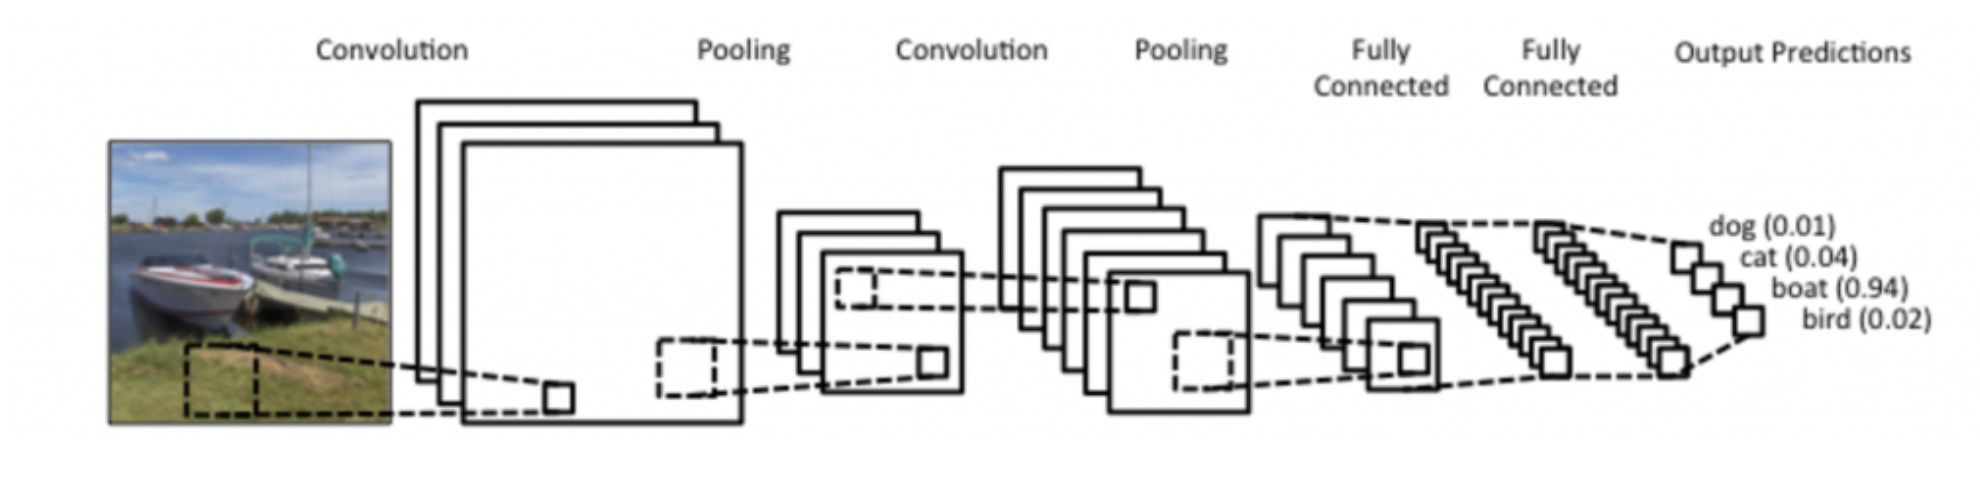 Convolution
Pooling
Convolution
Pooling
Fully
Connected
Fully
Connected
Output Predictions
dog (0.01)
cat (0.04)
boat (0.94)
bird (0.02)